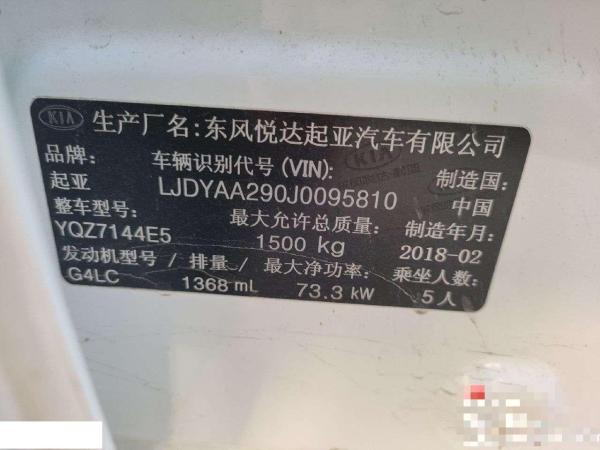 KIA 生产厂名:东风悦达起亚汽车有限公司
品牌: 车辆识别代号(VIN): 制造国:
起亚 LJDYAA290J0095810 中国
整车型号: 最大允许总质量: 制造年月:
YQZ7144E5 1500 kg 2018-02
发动机型号 / 排量 / 最大净功率: 乘坐人数:
G4LC 1368 mL 73.3 kW 5人